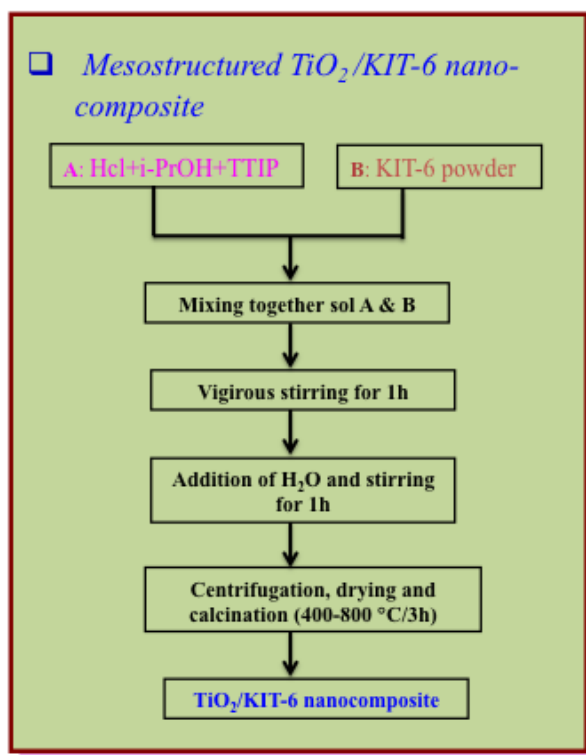 ❑ Mesostructured TiO₂/KIT-6 nano-
composite
A: Hcl+i-PrOH+TTIP
B: KIT-6 powder
Mixing together sol A & B
Vigirous stirring for 1h
Addition of H₂O and stirring
for 1h
Centrifugation, drying and
calcination (400-800 °C/3h)
TiO₂/KIT-6 nanocomposite